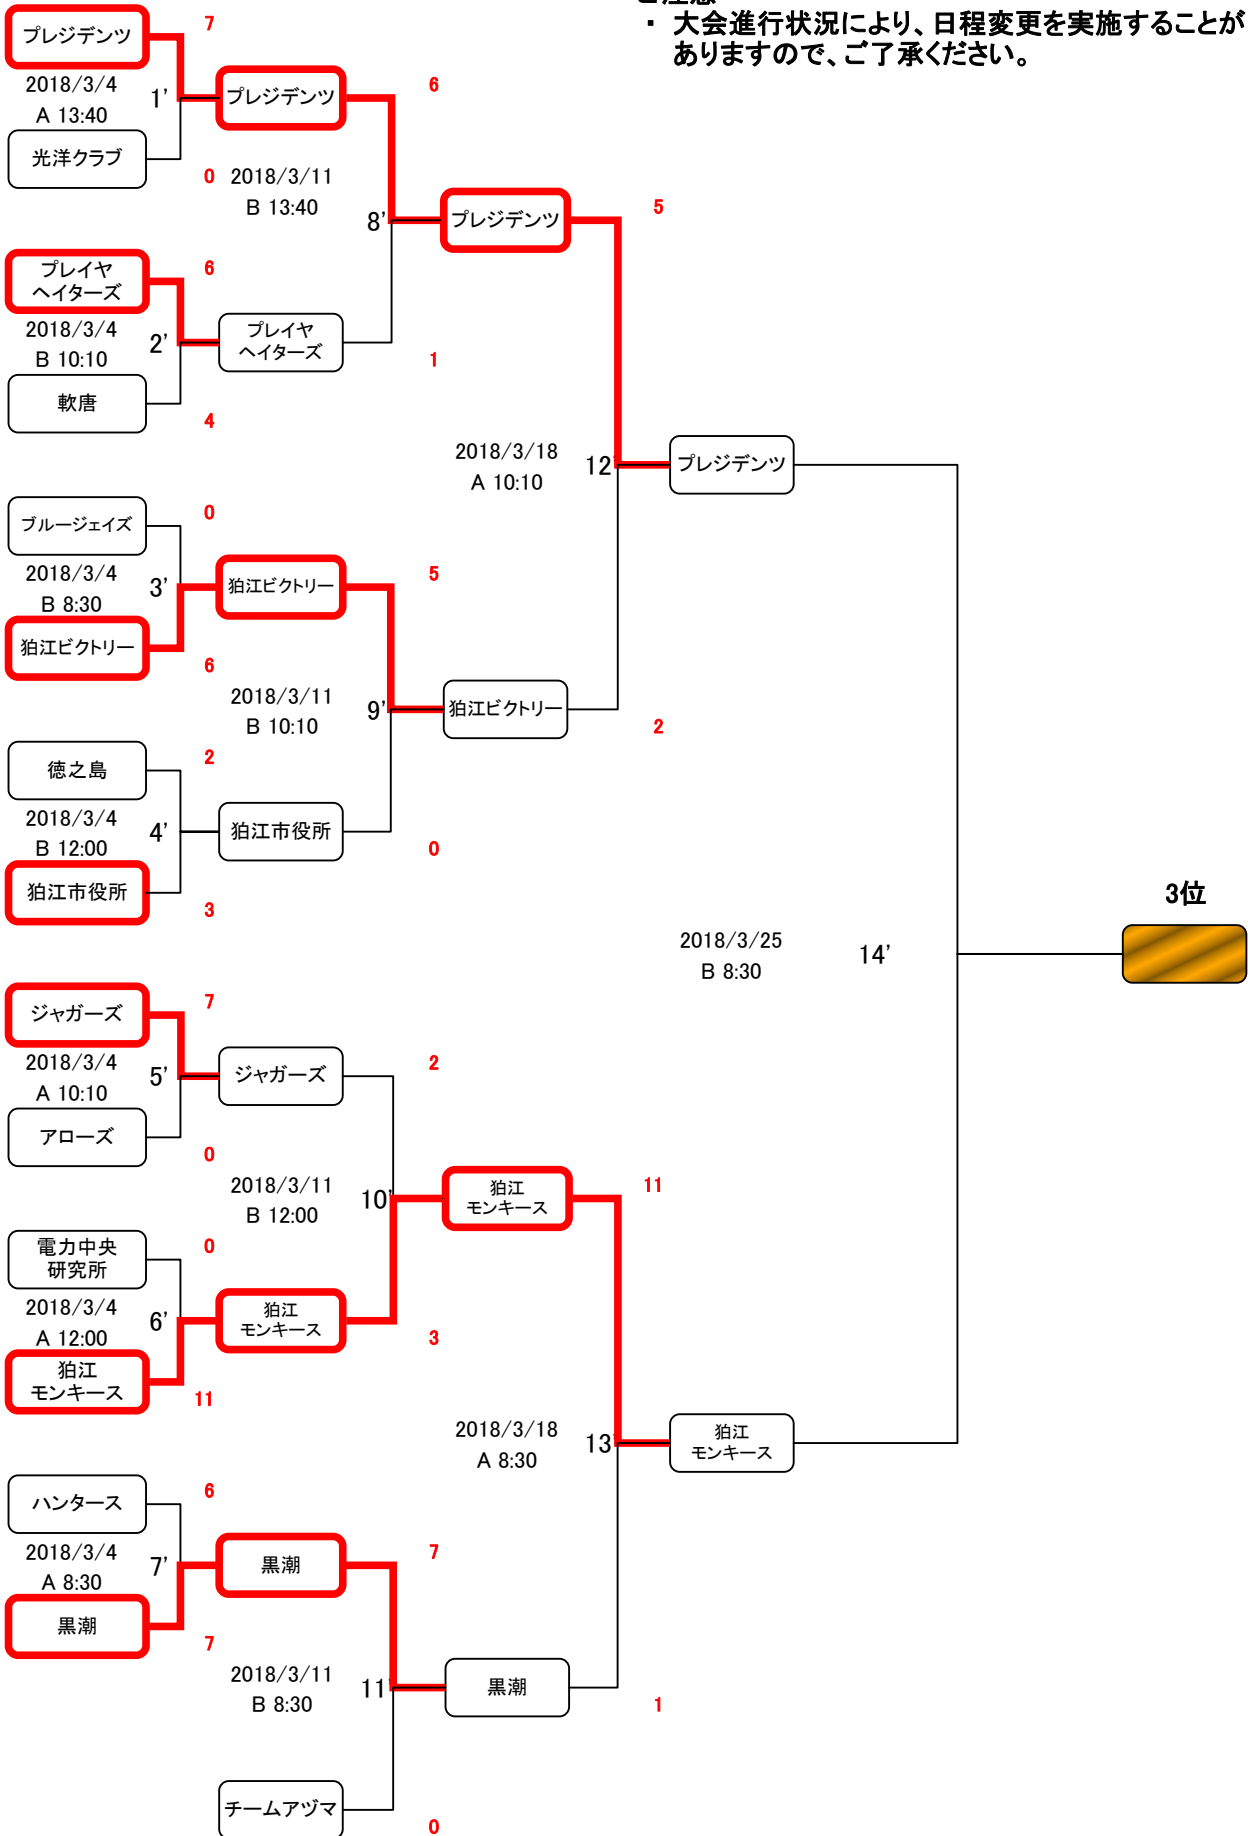 ご注意
・ 大会進行状況により、日程変更を実施することが
ありますので、ご了承ください。
プレジデンツ
7
2018/3/4
A 13:40
1'
光洋クラブ
0
プレジデンツ
6
2018/3/11
B 13:40
8'
プレイヤ
ヘイターズ
6
2018/3/4
B 10:10
2'
軟唐
4
プレイヤ
ヘイターズ
1
プレジデンツ
5
2018/3/18
A 10:10
12'
ブルージェイズ
0
2018/3/4
B 8:30
3'
狛江ビクトリー
6
狛江ビクトリー
5
2018/3/11
B 10:10
9'
徳之島
2
2018/3/4
B 12:00
4'
狛江市役所
3
狛江市役所
0
狛江ビクトリー
2
プレジデンツ
2018/3/25
B 8:30
14'
3位
ジャガーズ
7
2018/3/4
A 10:10
5'
アローズ
0
ジャガーズ
2
2018/3/11
B 12:00
10'
電力中央
研究所
0
2018/3/4
A 12:00
6'
狛江
モンキース
11
狛江
モンキース
3
狛江
モンキース
11
2018/3/18
A 8:30
13'
狛江
モンキース
ハンタース
6
2018/3/4
A 8:30
7'
黒潮
7
黒潮
7
2018/3/11
B 8:30
11'
黒潮
1
チームアヅマ
0